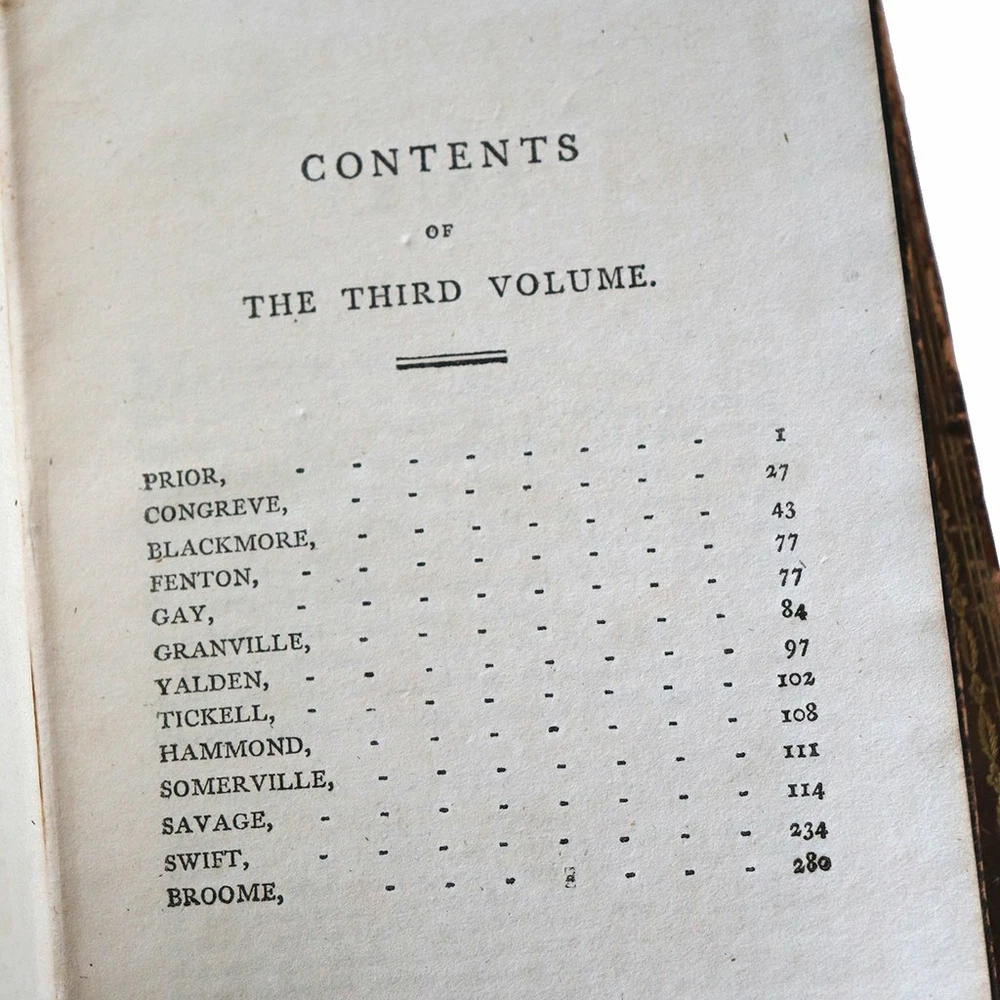 CONTENTS
OF
THE THIRD VOLUME.
PRIOR, - - - - - - - - 1
CONGREVE, - - - - - - - 27
BLACKMORE, - - - - - - - 43
FENTON, - - - - - - - - 77
GAY, - - - - - - - - 77
GRANVILLE, - - - - - - - 84
YALDEN, - - - - - - - - 97
TICKELL, - - - - - - - - 102
HAMMOND, - - - - - - - 108
SOMERVILLE, - - - - - - - 111
SAVAGE, - - - - - - - - 114
SWIFT, - - - - - - - - 234
BROOME, - - - - - - - 280